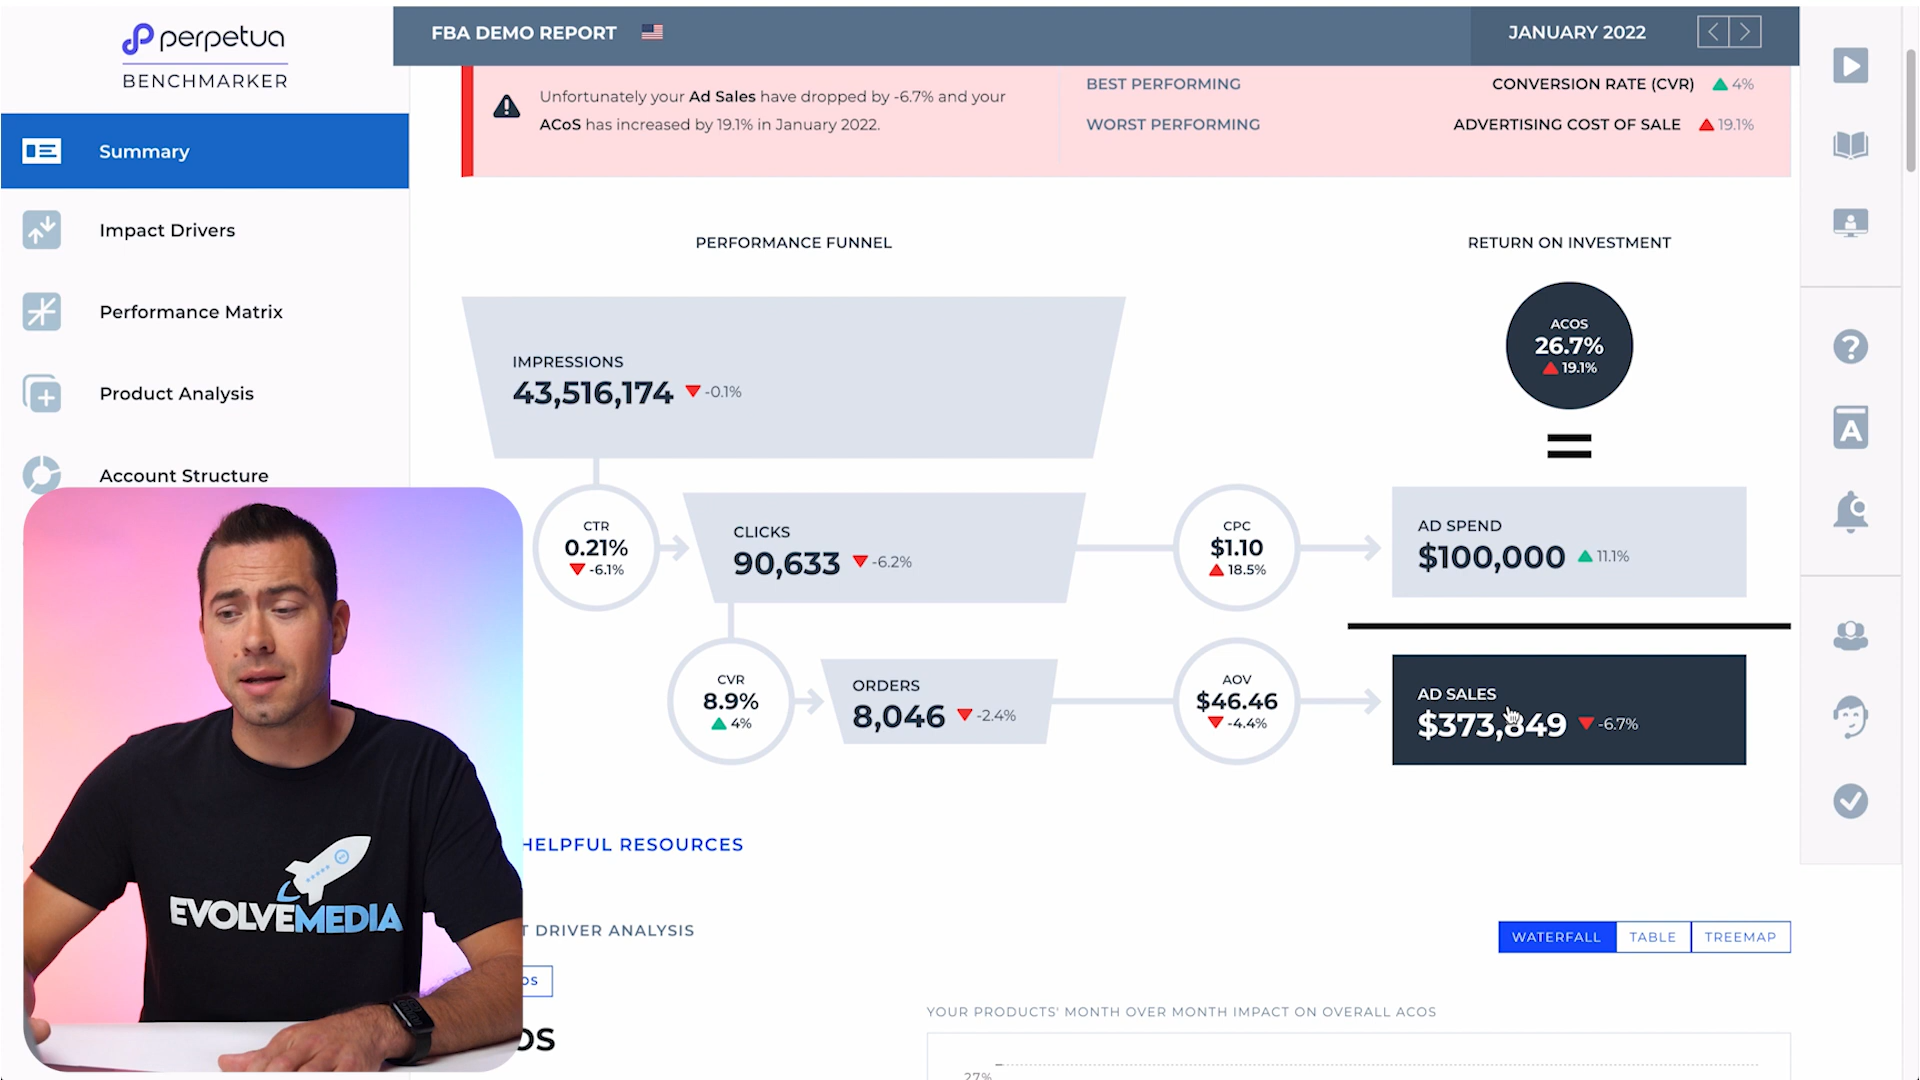 perpetua
BENCHMARKER
FBA DEMO REPORT
JANUARY 2022
Summary
Impact Drivers
Performance Matrix
Product Analysis
Account Structure
Unfortunately your Ad Sales have dropped by -6.7% and your
ACoS has increased by 19.1% in January 2022.
BEST PERFORMING
CONVERSION RATE (CVR) 4%
WORST PERFORMING
ADVERTISING COST OF SALE 19.1%
PERFORMANCE FUNNEL
RETURN ON INVESTMENT
IMPRESSIONS
43,516,174 -0.1%
ACOS
26.7%
19.1%
CTR
0.21%
-6.1%
CLICKS
90,633 -6.2%
CPC
$1.10
18.5%
AD SPEND
$100,000 11.1%
CVR
8.9%
4%
ORDERS
8,046 -2.4%
AOV
$46.46
-4.4%
AD SALES
$373,849 -6.7%
HELPFUL RESOURCES
T DRIVER ANALYSIS
WATERFALL
TABLE
TREEMAP
OS
OS
YOUR PRODUCTS' MONTH OVER MONTH IMPACT ON OVERALL ACOS
27%
A
EVOLVEMEDIA